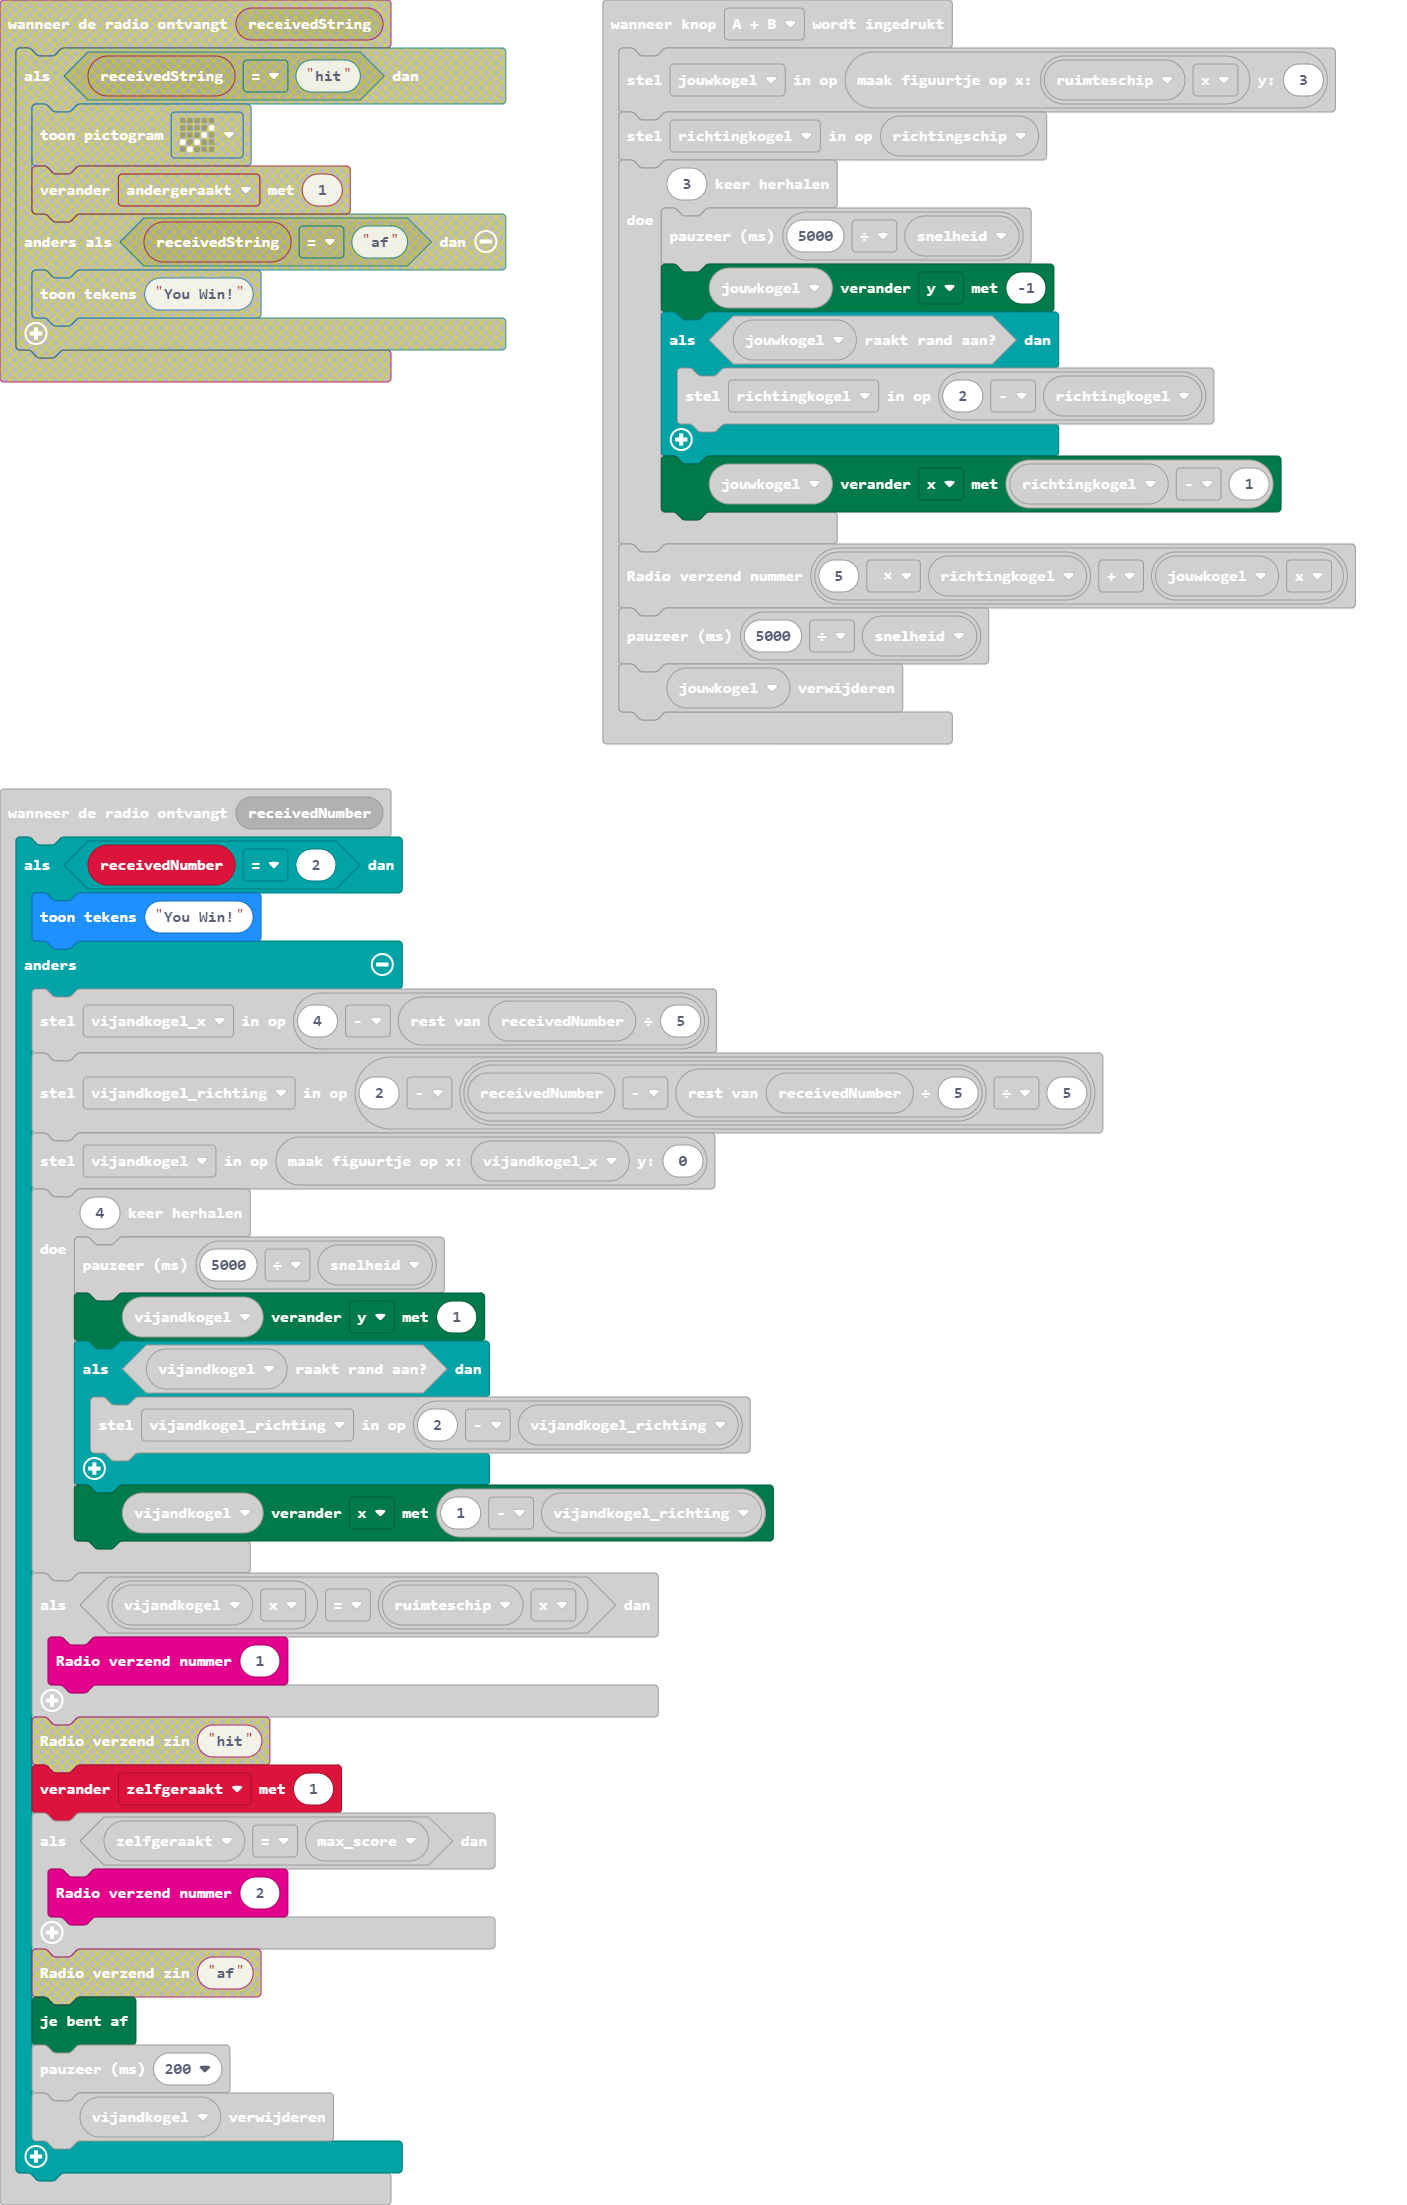 wanneer de radio ontvangt receivedString
als receivedString = "hit" dan
toon pictogram
verander andergeraakt met 1
anders als receivedString = "af" dan
toon tekens "You Win!"
wanneer knop A + B wordt ingedrukt
stel jouwkogel in op maak figuurtje op x: ruimteschip x y: 3
stel richtingkogel in op richtingschip
3 keer herhalen
doe
pauzeer (ms) 5000 ÷ snelheid
jouwkogel verander y met -1
als jouwkogel raakt rand aan? dan
stel richtingkogel in op 2 - richtingkogel
jouwkogel verander x met richtingkogel - 1
Radio verzend nummer 5 × richtingkogel + jouwkogel x
pauzeer (ms) 5000 ÷ snelheid
jouwkogel verwijderen
wanneer de radio ontvangt receivedNumber
als receivedNumber = 2 dan
toon tekens "You Win!"
anders
stel vijandkogel_x in op 4 - rest van receivedNumber ÷ 5
stel vijandkogel_richting in op 2 - receivedNumber - rest van receivedNumber ÷ 5 ÷ 5
stel vijandkogel in op maak figuurtje op x: vijandkogel_x y: 0
4 keer herhalen
doe
pauzeer (ms) 5000 ÷ snelheid
vijandkogel verander y met 1
als vijandkogel raakt rand aan? dan
stel vijandkogel_richting in op 2 - vijandkogel_richting
vijandkogel verander x met 1 - vijandkogel_richting
als vijandkogel x = ruimteschip x dan
Radio verzend nummer 1
Radio verzend zin "hit"
verander zelfgeraakt met 1
als zelfgeraakt = max_score dan
Radio verzend nummer 2
Radio verzend zin "af"
je bent af
pauzeer (ms) 200
vijandkogel verwijderen